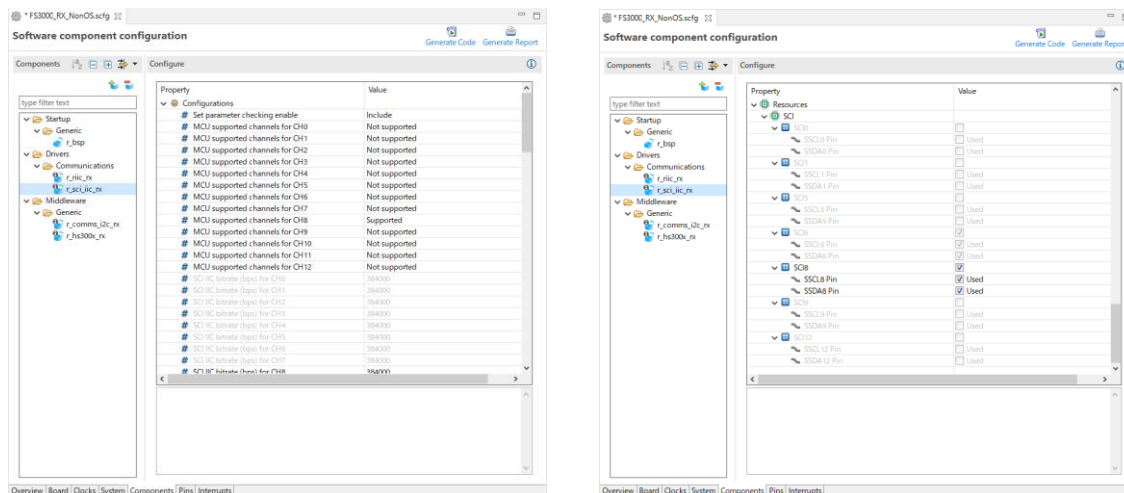 * FS3000_RX_NonOS.scfg
Software component configuration
Generate Code Generate Report
Components
Configure
type filter text
Startup
Generic
r_bsp
Drivers
Communications
r_riic_rx
r_sci_iic_rx
Middleware
Generic
r_comms_i2c_rx
r_hs300x_rx
Property Value
Configurations
# Set parameter checking enable Include
# MCU supported channels for CH0 Not supported
# MCU supported channels for CH1 Not supported
# MCU supported channels for CH2 Not supported
# MCU supported channels for CH3 Not supported
# MCU supported channels for CH4 Not supported
# MCU supported channels for CH5 Not supported
# MCU supported channels for CH6 Not supported
# MCU supported channels for CH7 Not supported
# MCU supported channels for CH8 Supported
# MCU supported channels for CH9 Not supported
# MCU supported channels for CH10 Not supported
# MCU supported channels for CH11 Not supported
# MCU supported channels for CH12 Not supported
# SCI IIC bitrate (bps) for CH0 384000
# SCI IIC bitrate (bps) for CH1 384000
# SCI IIC bitrate (bps) for CH2 384000
# SCI IIC bitrate (bps) for CH3 384000
# SCI IIC bitrate (bps) for CH4 384000
# SCI IIC bitrate (bps) for CH5 384000
# SCI IIC bitrate (bps) for CH6 384000
# SCI IIC bitrate (bps) for CH7 384000
# SCI IIC bitrate (bps) for CH8 384000
Overview Board Clocks System Components Pins Interrupts
* FS3000_RX_NonOS.scfg
Software component configuration
Generate Code Generate Repor
Components
Configure
type filter text
Startup
Generic
r_bsp
Drivers
Communications
r_riic_rx
r_sci_iic_rx
Middleware
Generic
r_comms_i2c_rx
r_hs300x_rx
Property Value
Resources
SCI
SCI0
SSCL0 Pin Used
SSDA0 Pin Used
SCI1
SSCL1 Pin Used
SSDA1 Pin Used
SCI5
SSCL5 Pin Used
SSDA5 Pin Used
SCI6
SSCL6 Pin Used
SSDA6 Pin Used
SCI8
SSCL8 Pin Used
SSDA8 Pin Used
SCI9
SSCL9 Pin Used
SSDA9 Pin Used
SCI12
SSCL12 Pin Used
SSDA12 Pin Used
Overview Board Clocks System Components Pins Interrupts